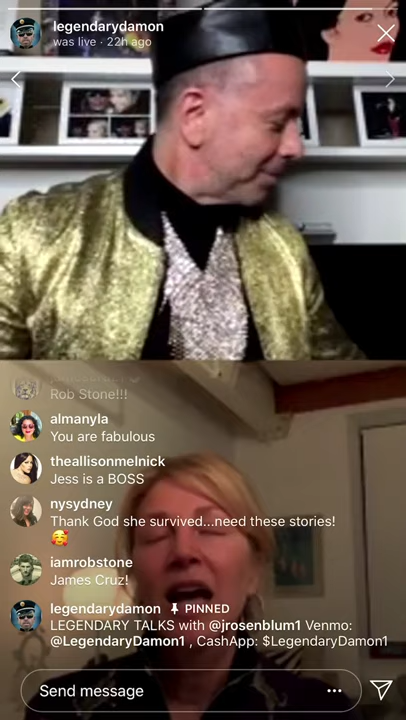 legendarydamon
was live · 22h ago
Rob Stone!!!
almanyla
You are fabulous
theallisonmelnick
Jess is a BOSS
nysydney
Thank God she survived...need these stories!
🥰
iamrobstone
James Cruz!
legendarydamon PINNED
LEGENDARY TALKS with @jrosenblum1 Venmo:
@LegendaryDamon1 , CashApp: $LegendaryDamon1
Send message